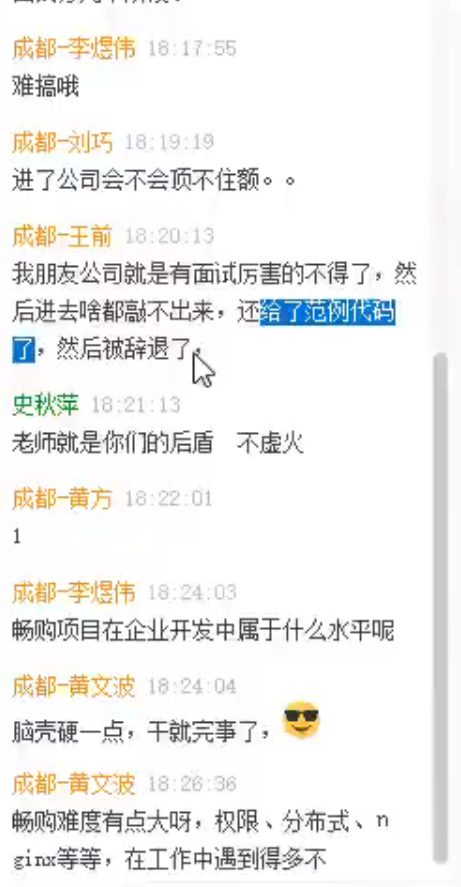 成都-李煜伟 18:17:55
难搞哦
成都-刘巧 18:19:19
进了公司会不会顶不住额。。
成都-王前 18:20:13
我朋友公司就是有面试厉害的不得了，然
后进去啥都敲不出来，还给了范例代码
了，然后被辞退了。
史秋萍 18:21:13
老师就是你们的后盾 不虚火
成都-黄方 18:22:01
1
成都-李煜伟 18:24:03
畅购项目在企业开发中属于什么水平呢
成都-黄文波 18:24:04
脑壳硬一点，干就完事了，
成都-黄文波 18:26:36
畅购难度有点大呀，权限、分布式、n
ginx等等，在工作中遇到得多不